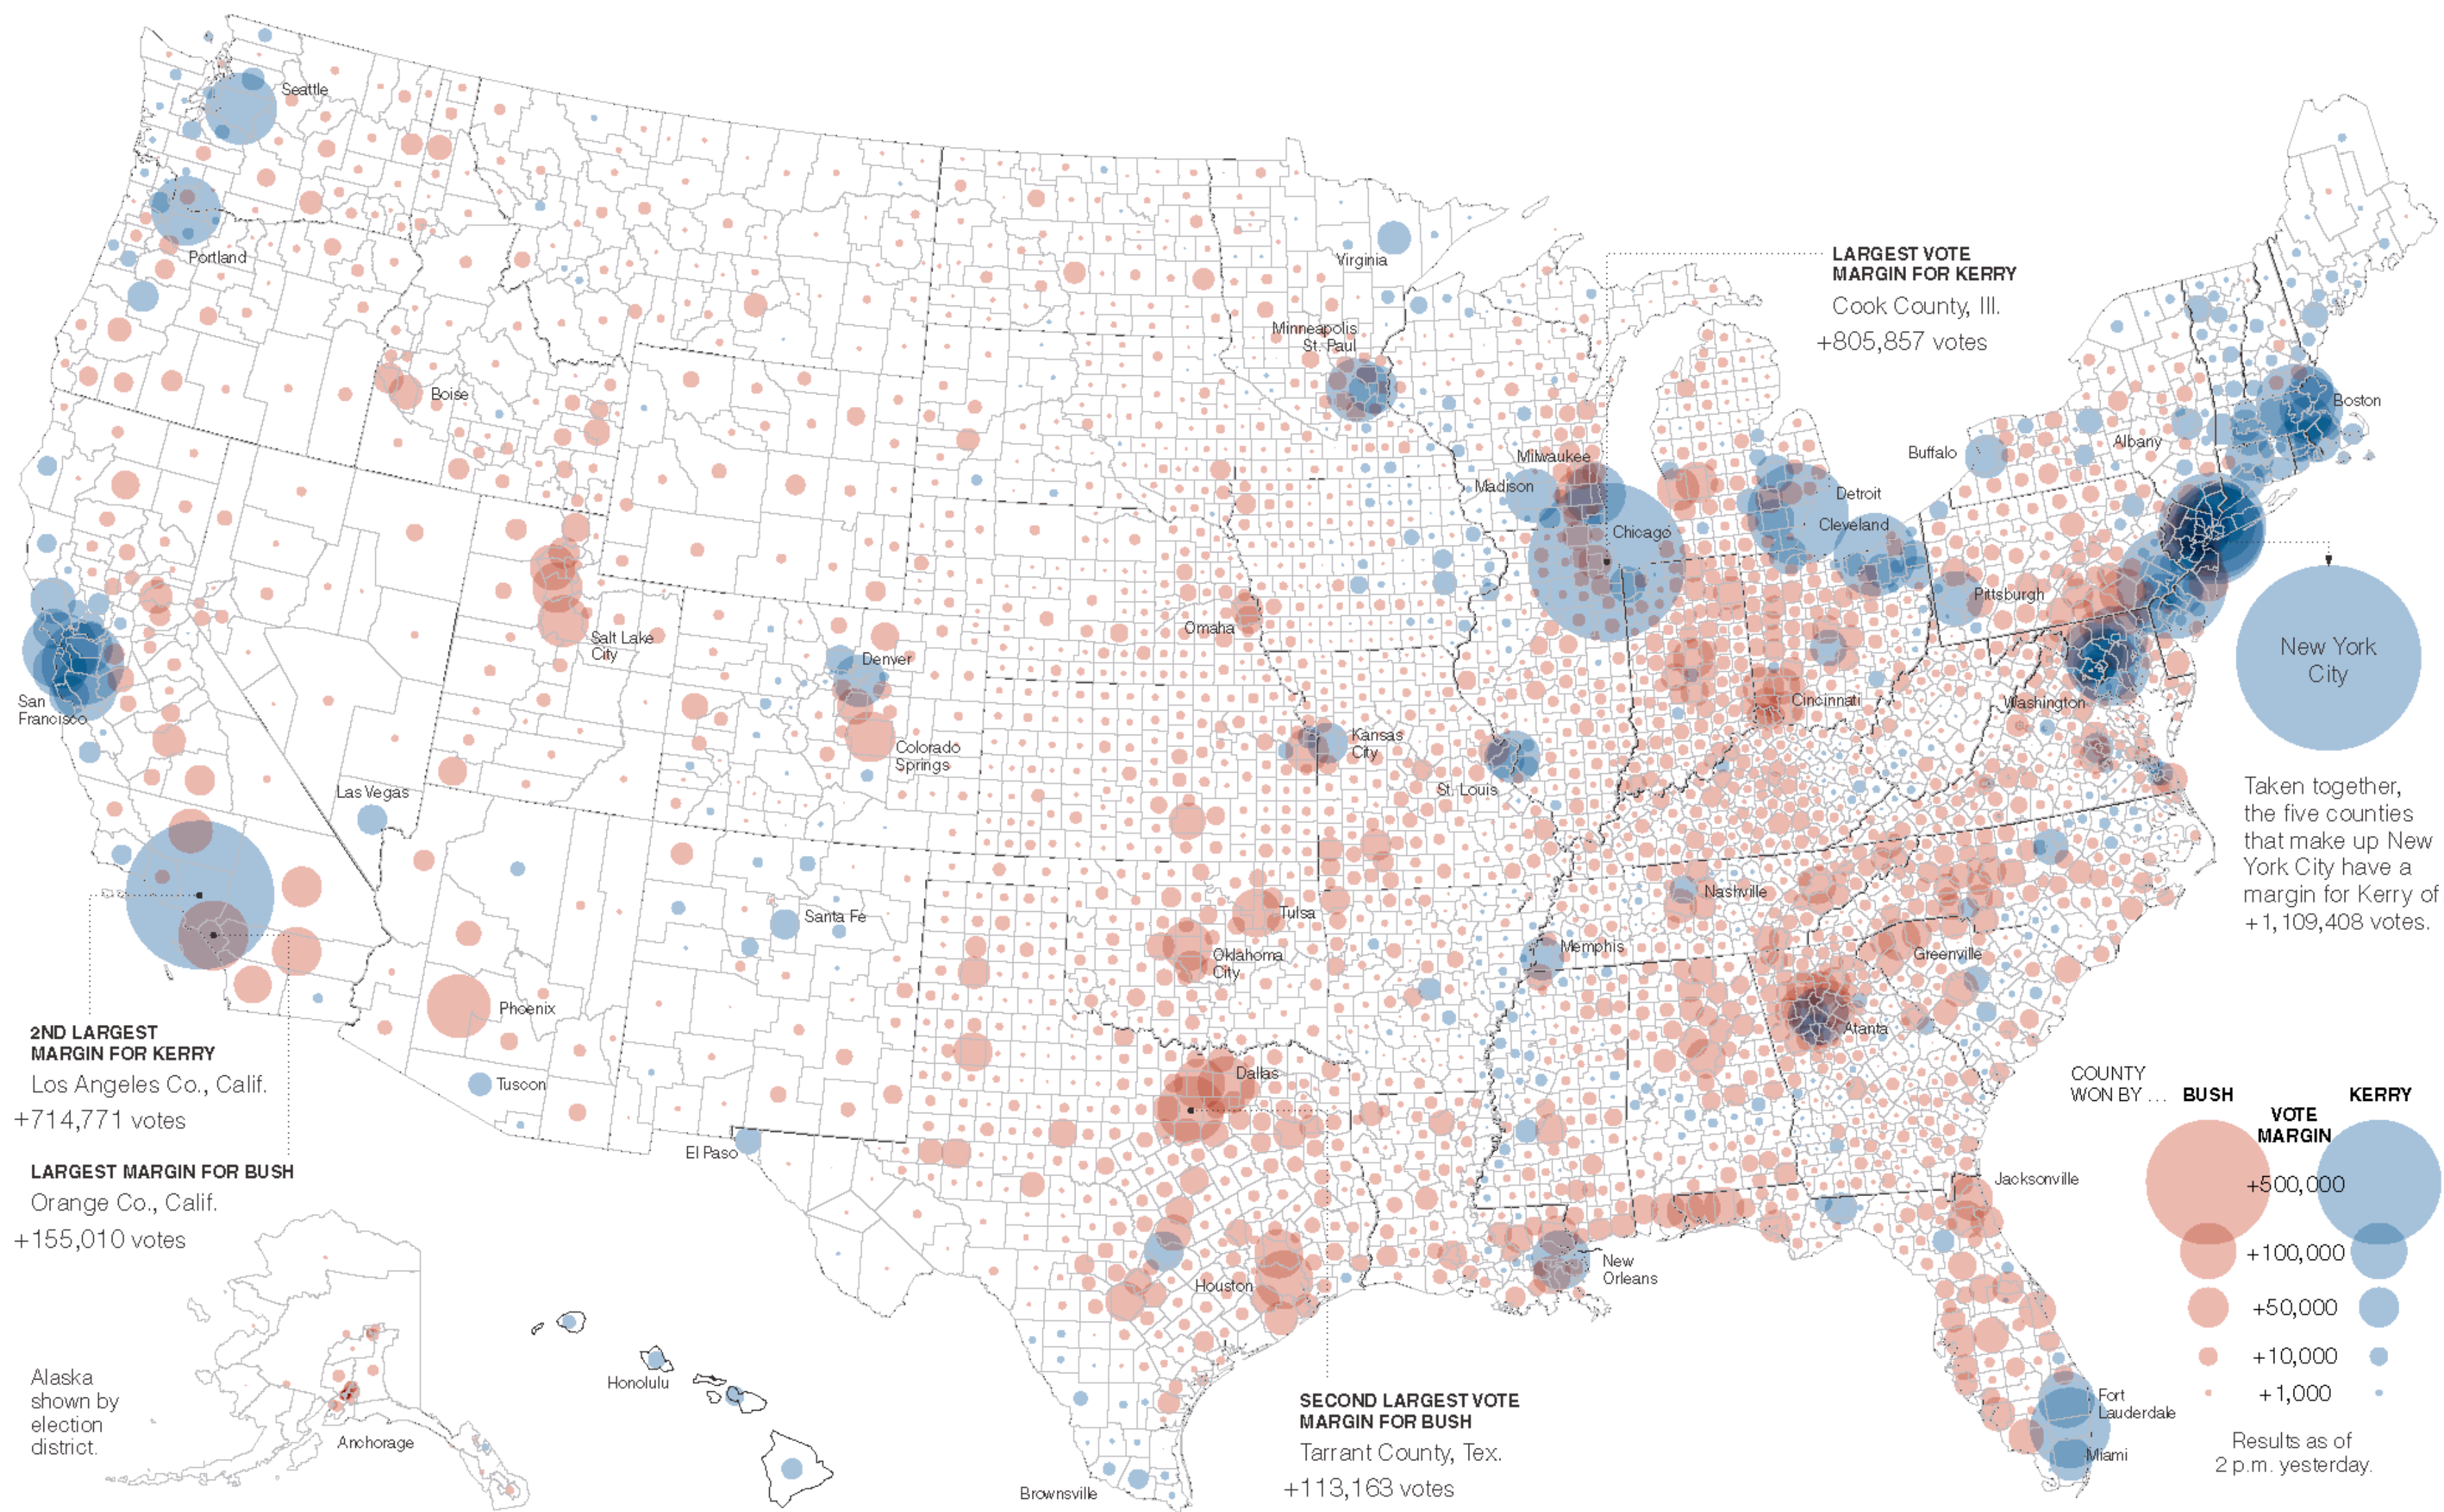 Seattle
Portland
Virginia
LARGEST VOTE
MARGIN FOR KERRY
Cook County, Ill.
+805,857 votes
Minneapolis
St. Paul
Boise
Boston
Albany
Buffalo
Milwaukee
Madison
Detroit
Cleveland
Chicago
Pittsburgh
New York
City
Omaha
Salt Lake
City
Denver
San
Francisco
Cincinnati
Washington
Colorado
Springs
Kansas
City
St. Louis
Las Vegas
Taken together,
the five counties
that make up New
York City have a
margin for Kerry of
+1,109,408 votes.
Nashville
Santa Fe
Tulsa
Memphis
Oklahoma
City
Greenville
Phoenix
Atanta
2ND LARGEST
MARGIN FOR KERRY
Los Angeles Co., Calif.
+714,771 votes
Tuscon
Dallas
El Paso
LARGEST MARGIN FOR BUSH
Orange Co., Calif.
+155,010 votes
COUNTY
WON BY ... BUSH KERRY
VOTE
MARGIN
+500,000
+100,000
+50,000
+10,000
+1,000
Results as of
2 p.m. yesterday.
Jacksonville
New
Orleans
Houston
Alaska
shown by
election
district.
Anchorage
Honolulu
SECOND LARGEST VOTE
MARGIN FOR BUSH
Tarrant County, Tex.
+113,163 votes
Brownsville
Fort
Lauderdale
Miami